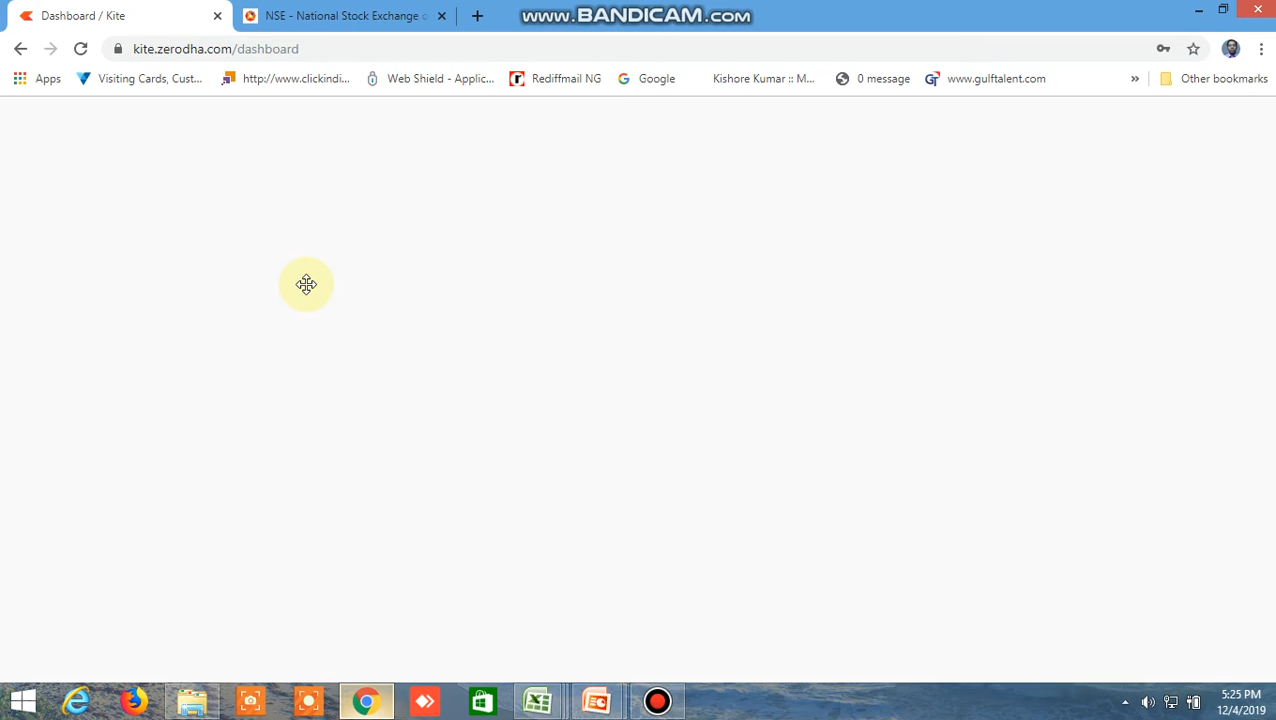 Dashboard / Kite
NSE - National Stock Exchange o
www.BANDICAM.com
kite.zerodha.com/dashboard
Apps
Visiting Cards, Cust...
http://www.clickindi...
Web Shield - Applic...
Rediffmail NG
Google
Kishore Kumar :: M...
0 message
www.gulftalent.com
»
Other bookmarks
5:25 PM
12/4/2019